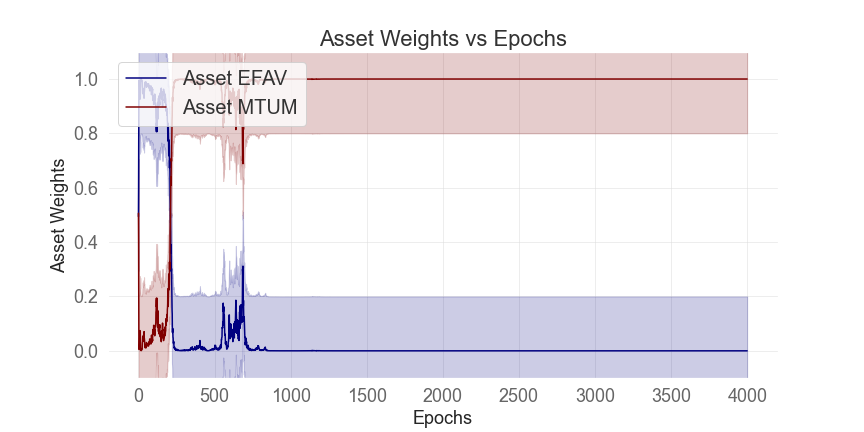 Asset Weights vs Epochs
Asset EFAV
Asset MTUM
Asset Weights
1.0
0.8
0.6
0.4
0.2
0.0
0 500 1000 1500 2000 2500 3000 3500 4000
Epochs